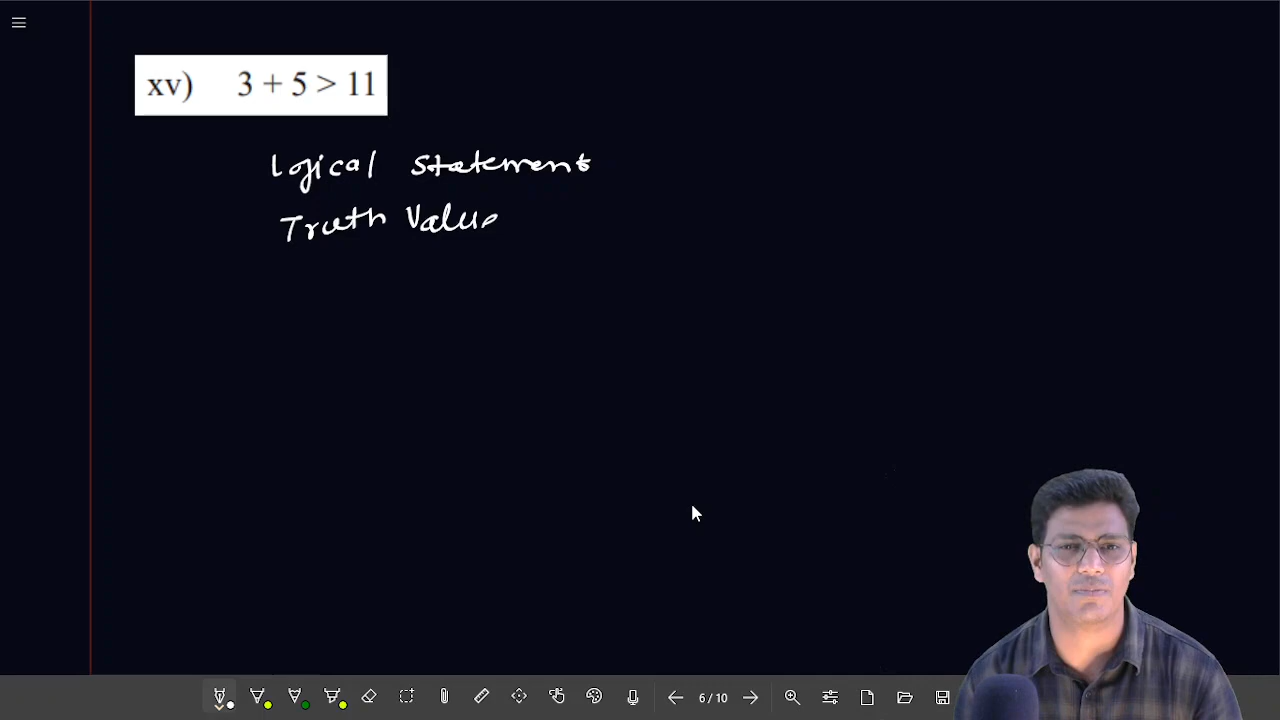 xv) 3 + 5 > 11
Logical Statement
Truth Value
6/10